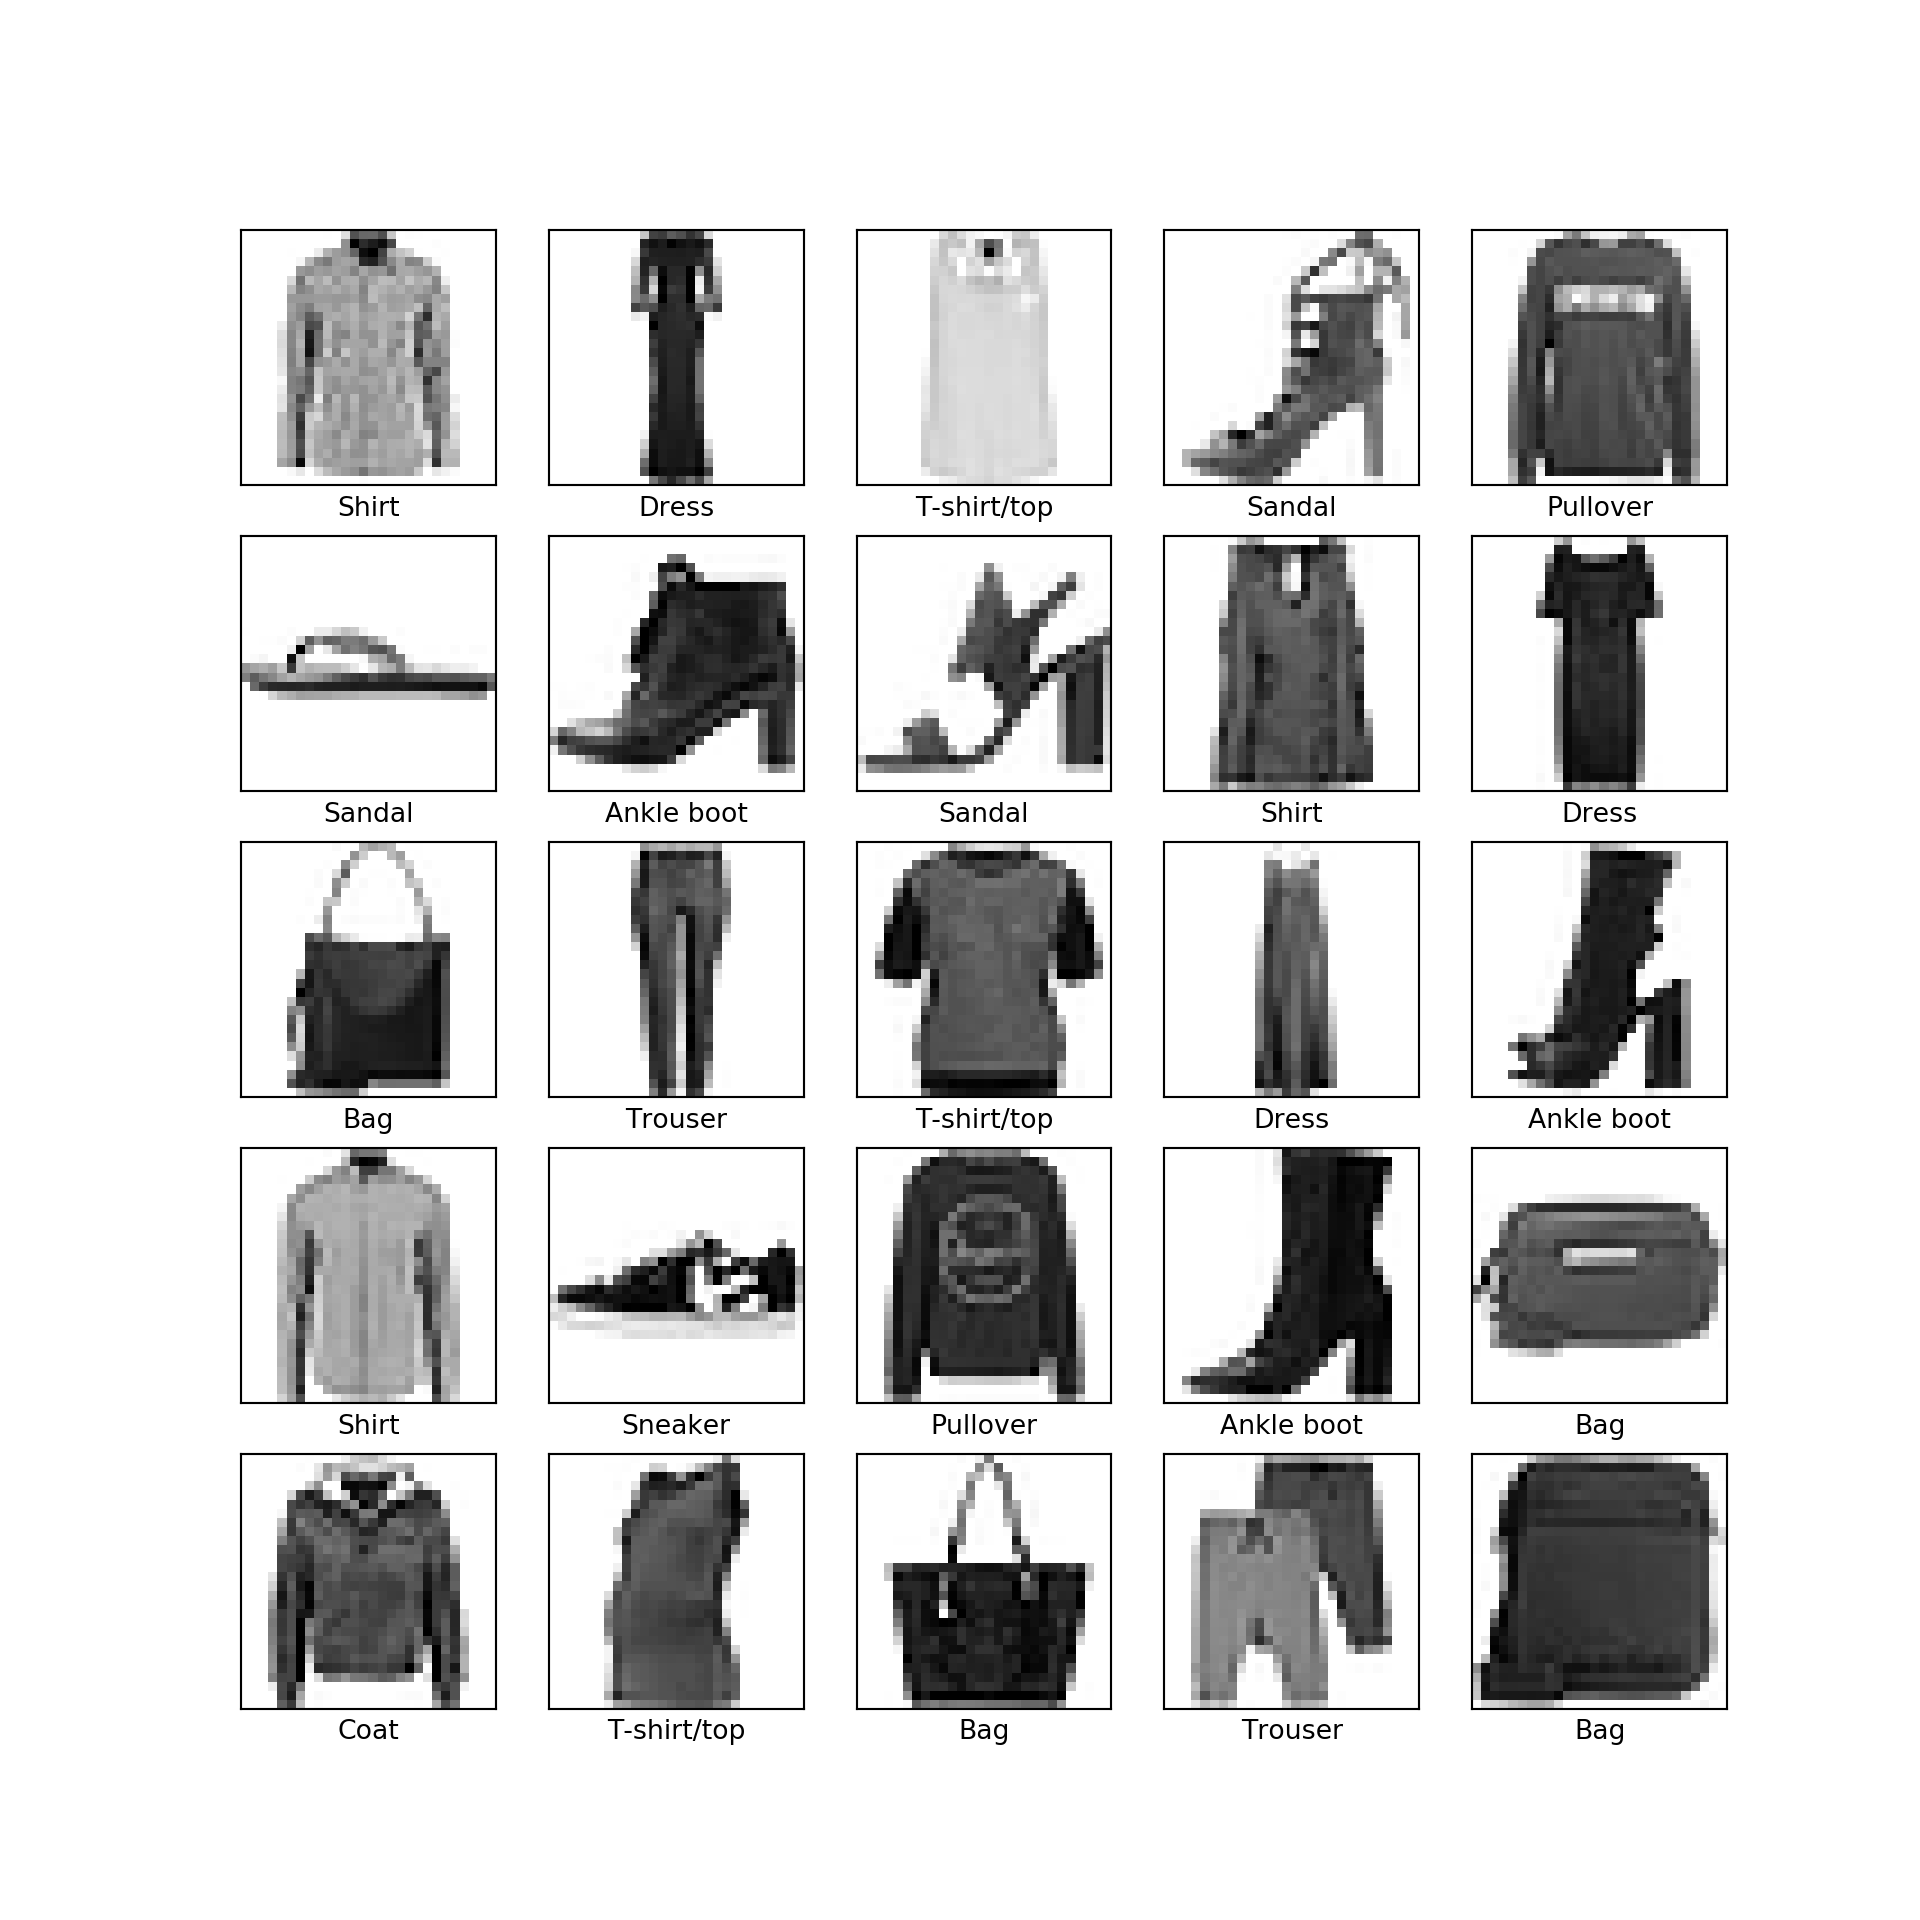 Shirt Dress T-shirt/top Sandal Pullover
Sandal Ankle boot Sandal Shirt Dress
Bag Trouser T-shirt/top Dress Ankle boot
Shirt Sneaker Pullover Ankle boot Bag
Coat T-shirt/top Bag Trouser Bag